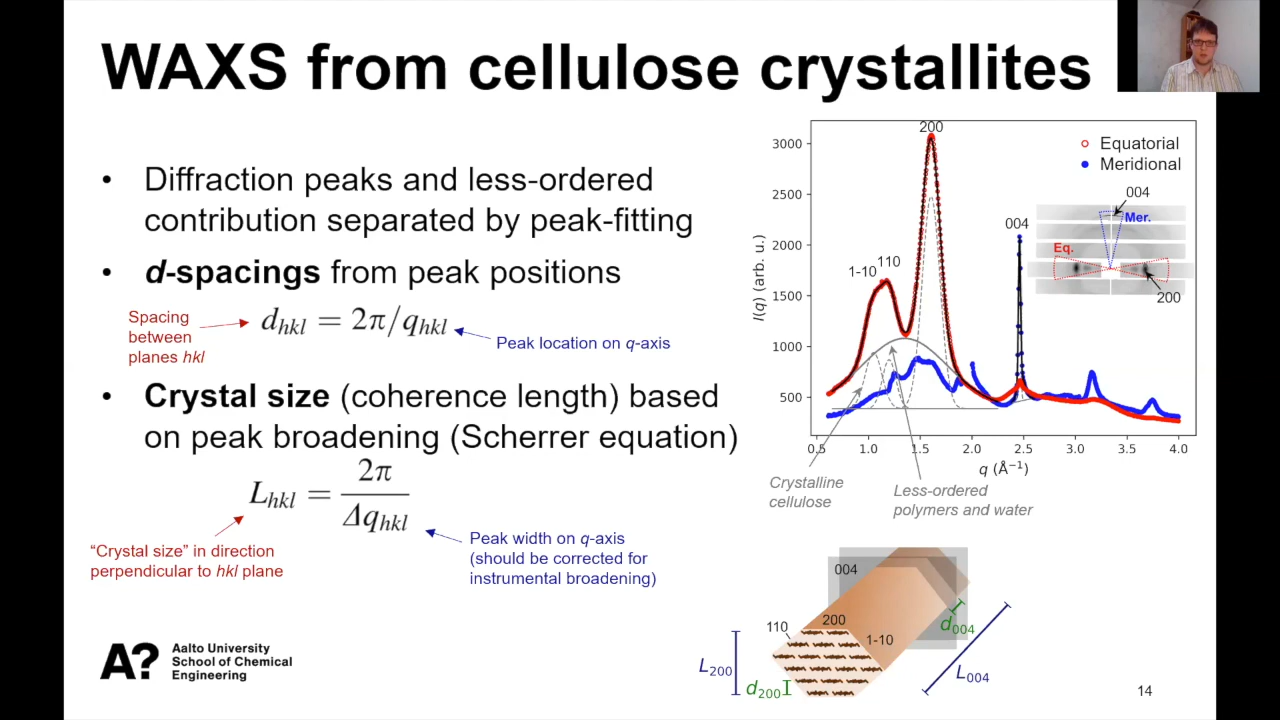 WAXS from cellulose crystallites
• Diffraction peaks and less-ordered
contribution separated by peak-fitting
• d-spacings from peak positions
Spacing
between
planes hkl
dhkl = 2π/qhkl
Peak location on q-axis
• Crystal size (coherence length) based
on peak broadening (Scherrer equation)
Lhkl = 2π / Δqhkl
"Crystal size" in direction
perpendicular to hkl plane
Peak width on q-axis
(should be corrected for
instrumental broadening)
A?
Aalto University
School of Chemical
Engineering
200
3000
2500
2000
1500
1000
500
I(q) (arb. u.)
Equatorial
Meridional
004
Mer.
Eq.
200
004
1-10
110
0.5 1.0 1.5 2.0 2.5 3.0 3.5 4.0
q (Å⁻¹)
Crystalline
cellulose
Less-ordered
polymers and water
004
200
110
1-10
d004
L004
L200
d200
14